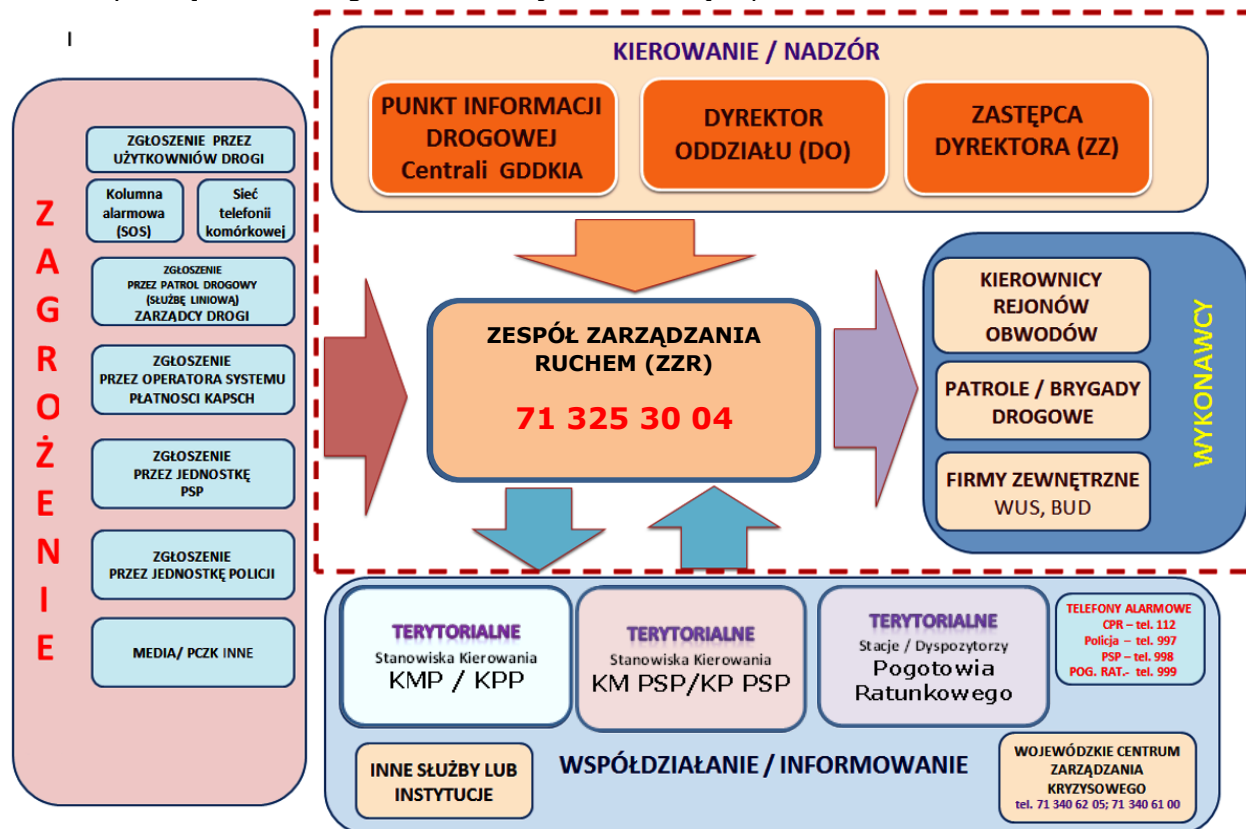 I
ZAGROŻENIE
ZGŁOSZENIE PRZEZ
UŻYTKOWNIÓW DROGI
Kolumna
alarmowa
(SOS)
Sieć
telefonii
komórkowej
ZGŁOSZENIE
PRZEZ PATROL DROGOWY
(SŁUŻBĘ LINIOWĄ)
ZARZĄDCY DROGI
ZGŁOSZENIE
PRZEZ OPERATORA SYSTEMU
PŁATNOSCI KAPSCH
ZGŁOSZENIE
PRZEZ JEDNOSTKĘ
PSP
ZGŁOSZENIE
PRZEZ JEDNOSTKĘ POLICJI
MEDIA/ PCZK INNE
KIEROWANIE / NADZÓR
PUNKT INFORMACJI
DROGOWEJ
Centrali GDDKIA
DYREKTOR
ODDZIAŁU (DO)
ZASTĘPCA
DYREKTORA (ZZ)
ZESPÓŁ ZARZĄDZANIA
RUCHEM (ZZR)
71 325 30 04
KIEROWNICY
REJONÓW
OBWODÓW
PATROLE / BRYGADY
DROGOWE
FIRMY ZEWNĘTRZNE
WUS, BUD
WYKONAWCY
TERYTORIALNE
Stanowiska Kierowania
KMP / KPP
TERYTORIALNE
Stanowiska Kierowania
KM PSP/KP PSP
TERYTORIALNE
Stacje / Dyspozytorzy
Pogotowia
Ratunkowego
TELEFONY ALARMOWE
CPR – tel. 112
Policja – tel. 997
PSP – tel. 998
POG. RAT.- tel. 999
INNE SŁUŻBY LUB
INSTYTUCJE
WSPÓŁDZIAŁANIE / INFORMOWANIE
WOJEWÓDZKIE CENTRUM
ZARZĄDZANIA
KRYZYSOWEGO
tel. 71 340 62 05; 71 340 61 00